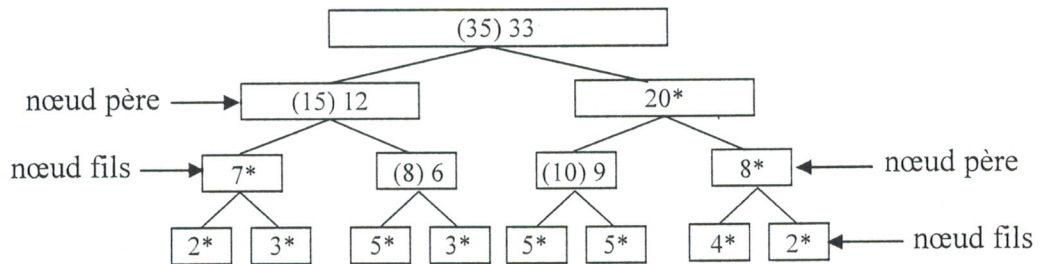 (35) 33
nœud père (15) 12 20*
nœud fils 7* (8) 6 (10) 9 8* nœud père
2* 3* 5* 3* 5* 5* 4* 2* nœud fils